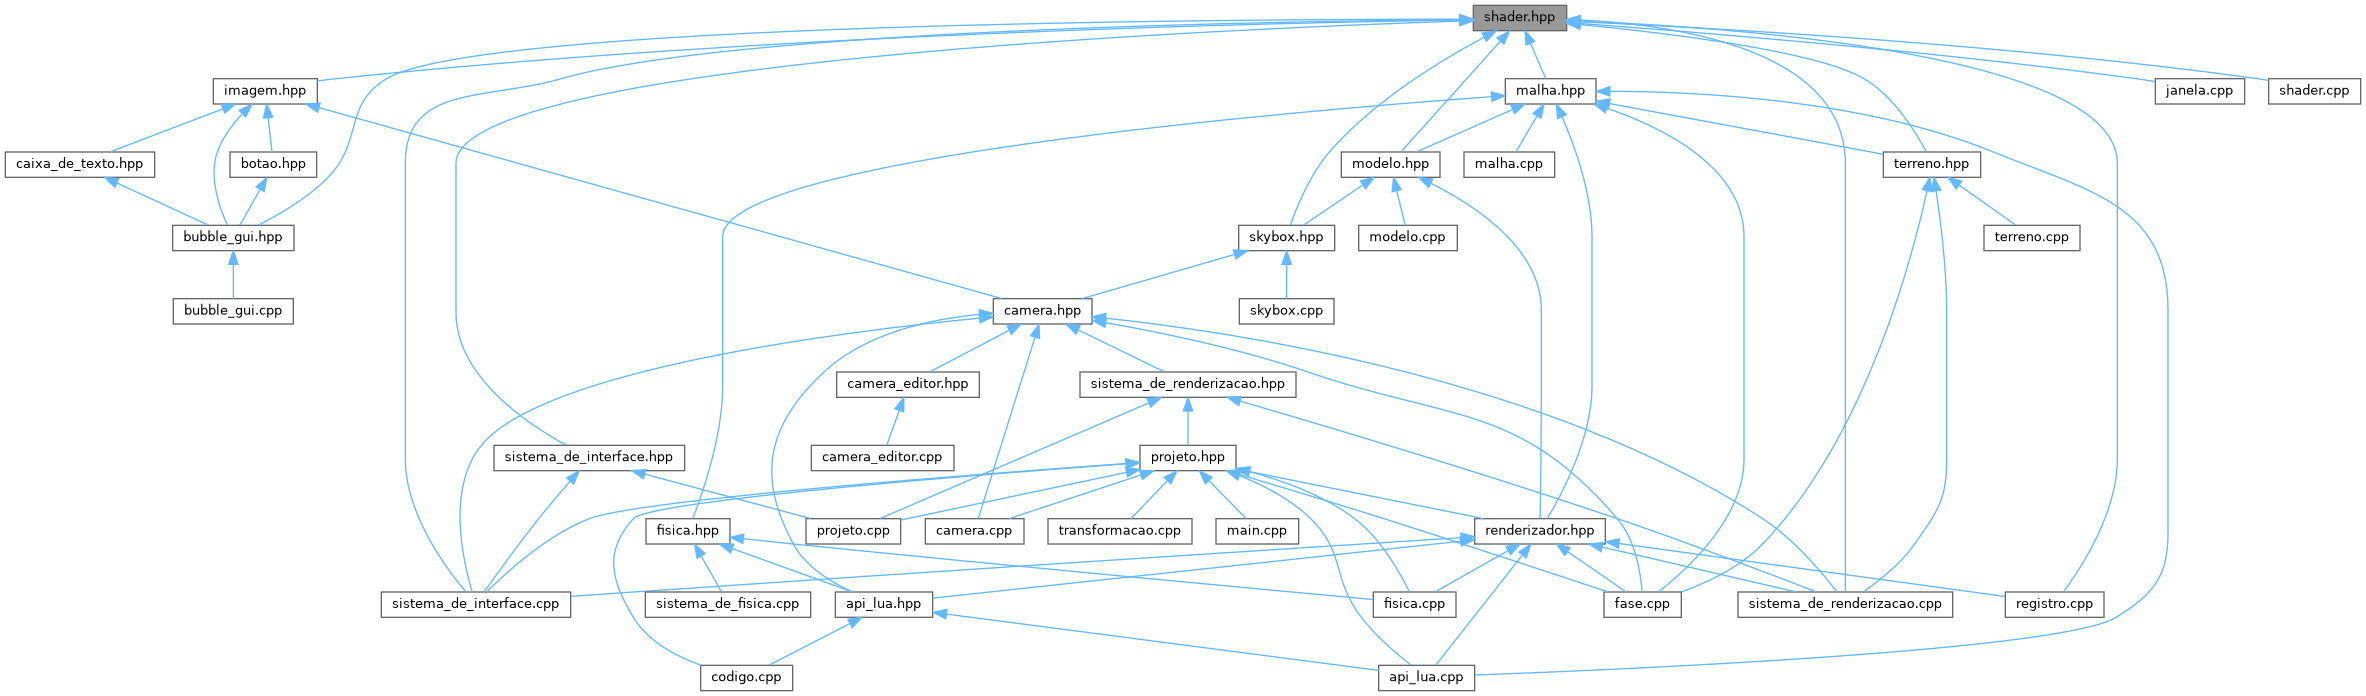 shader.hpp
imagem.hpp
malha.hpp
janela.cpp
shader.cpp
caixa_de_texto.hpp
botao.hpp
modelo.hpp
malha.cpp
terreno.hpp
bubble_gui.hpp
skybox.hpp
modelo.cpp
terreno.cpp
bubble_gui.cpp
camera.hpp
skybox.cpp
camera_editor.hpp
sistema_de_renderizacao.hpp
sistema_de_interface.hpp
camera_editor.cpp
projeto.hpp
fisica.hpp
projeto.cpp
camera.cpp
transformacao.cpp
main.cpp
renderizador.hpp
sistema_de_interface.cpp
sistema_de_fisica.cpp
api_lua.hpp
fisica.cpp
fase.cpp
sistema_de_renderizacao.cpp
registro.cpp
codigo.cpp
api_lua.cpp